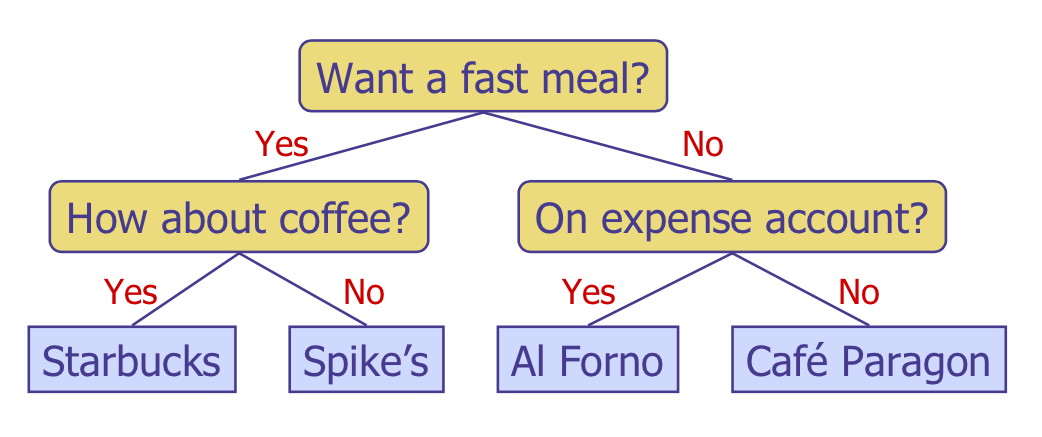 Want a fast meal?
Yes
No
How about coffee?
On expense account?
Yes
No
Yes
No
Starbucks
Spike’s
Al Forno
Café Paragon